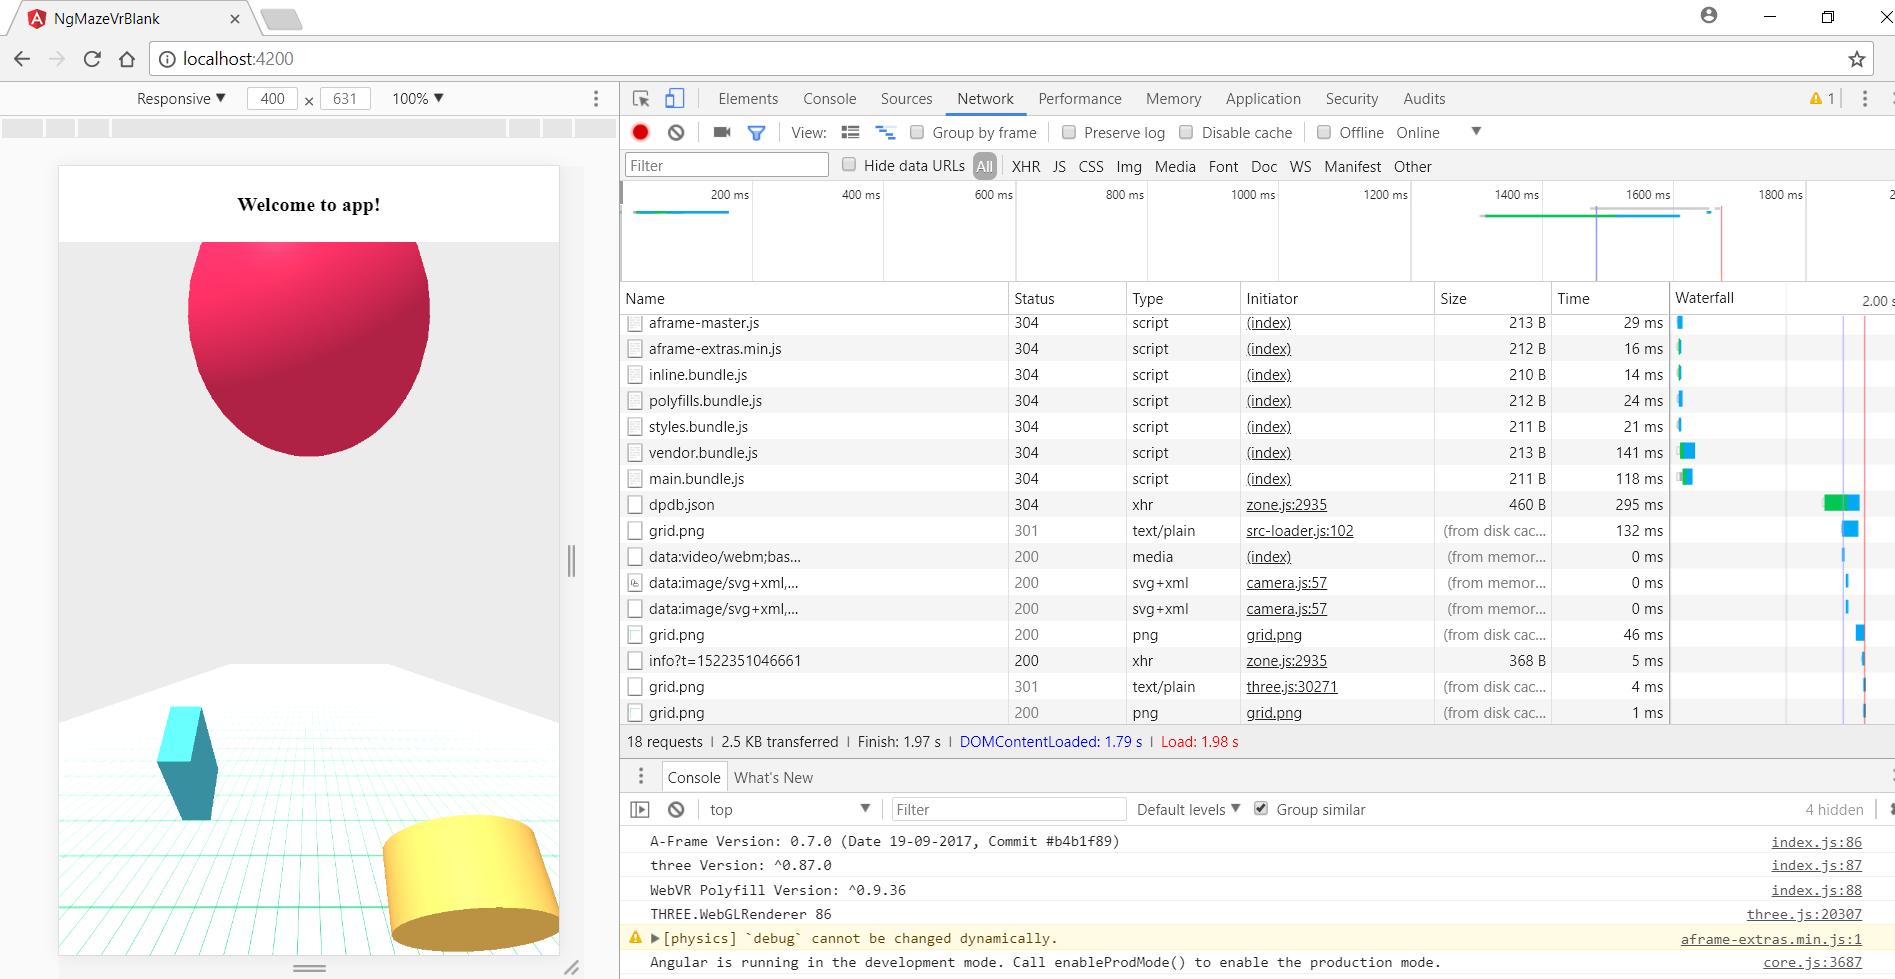 NgMazeVrBlank
localhost:4200
Responsive 400 × 631 100%
Elements Console Sources Network Performance Memory Application Security Audits 1
View: Group by frame Preserve log Disable cache Offline Online
Filter Hide data URLs All XHR JS CSS Img Media Font Doc WS Manifest Other
200 ms 400 ms 600 ms 800 ms 1000 ms 1200 ms 1400 ms 1600 ms 1800 ms 2
Welcome to app!
Name Status Type Initiator Size Time Waterfall 2.00 s
aframe-master.js 304 script (index) 213 B 29 ms
aframe-extras.min.js 304 script (index) 212 B 16 ms
inline.bundle.js 304 script (index) 210 B 14 ms
polyfills.bundle.js 304 script (index) 212 B 24 ms
styles.bundle.js 304 script (index) 211 B 21 ms
vendor.bundle.js 304 script (index) 213 B 141 ms
main.bundle.js 304 script (index) 211 B 118 ms
dpdb.json 304 xhr zone.js:2935 460 B 295 ms
grid.png 301 text/plain src-loader.js:102 (from disk cac... 132 ms
data:video/webm;bas... 200 media (index) (from memor... 0 ms
data:image/svg+xml,... 200 svg+xml camera.js:57 (from memor... 0 ms
data:image/svg+xml,... 200 svg+xml camera.js:57 (from memor... 0 ms
grid.png 200 png grid.png (from disk cac... 46 ms
info?t=1522351046661 200 xhr zone.js:2935 368 B 5 ms
grid.png 301 text/plain three.js:30271 (from disk cac... 4 ms
grid.png 200 png grid.png (from disk cac... 1 ms
18 requests | 2.5 KB transferred | Finish: 1.97 s | DOMContentLoaded: 1.79 s | Load: 1.98 s
Console What's New
top Filter Default levels Group similar 4 hidden
A-Frame Version: 0.7.0 (Date 19-09-2017, Commit #b4b1f89) index.js:86
three Version: ^0.87.0 index.js:87
WebVR Polyfill Version: ^0.9.36 index.js:88
THREE.WebGLRenderer 86 three.js:20307
[physics] `debug` cannot be changed dynamically. aframe-extras.min.js:1
Angular is running in the development mode. Call enableProdMode() to enable the production mode. core.js:3687